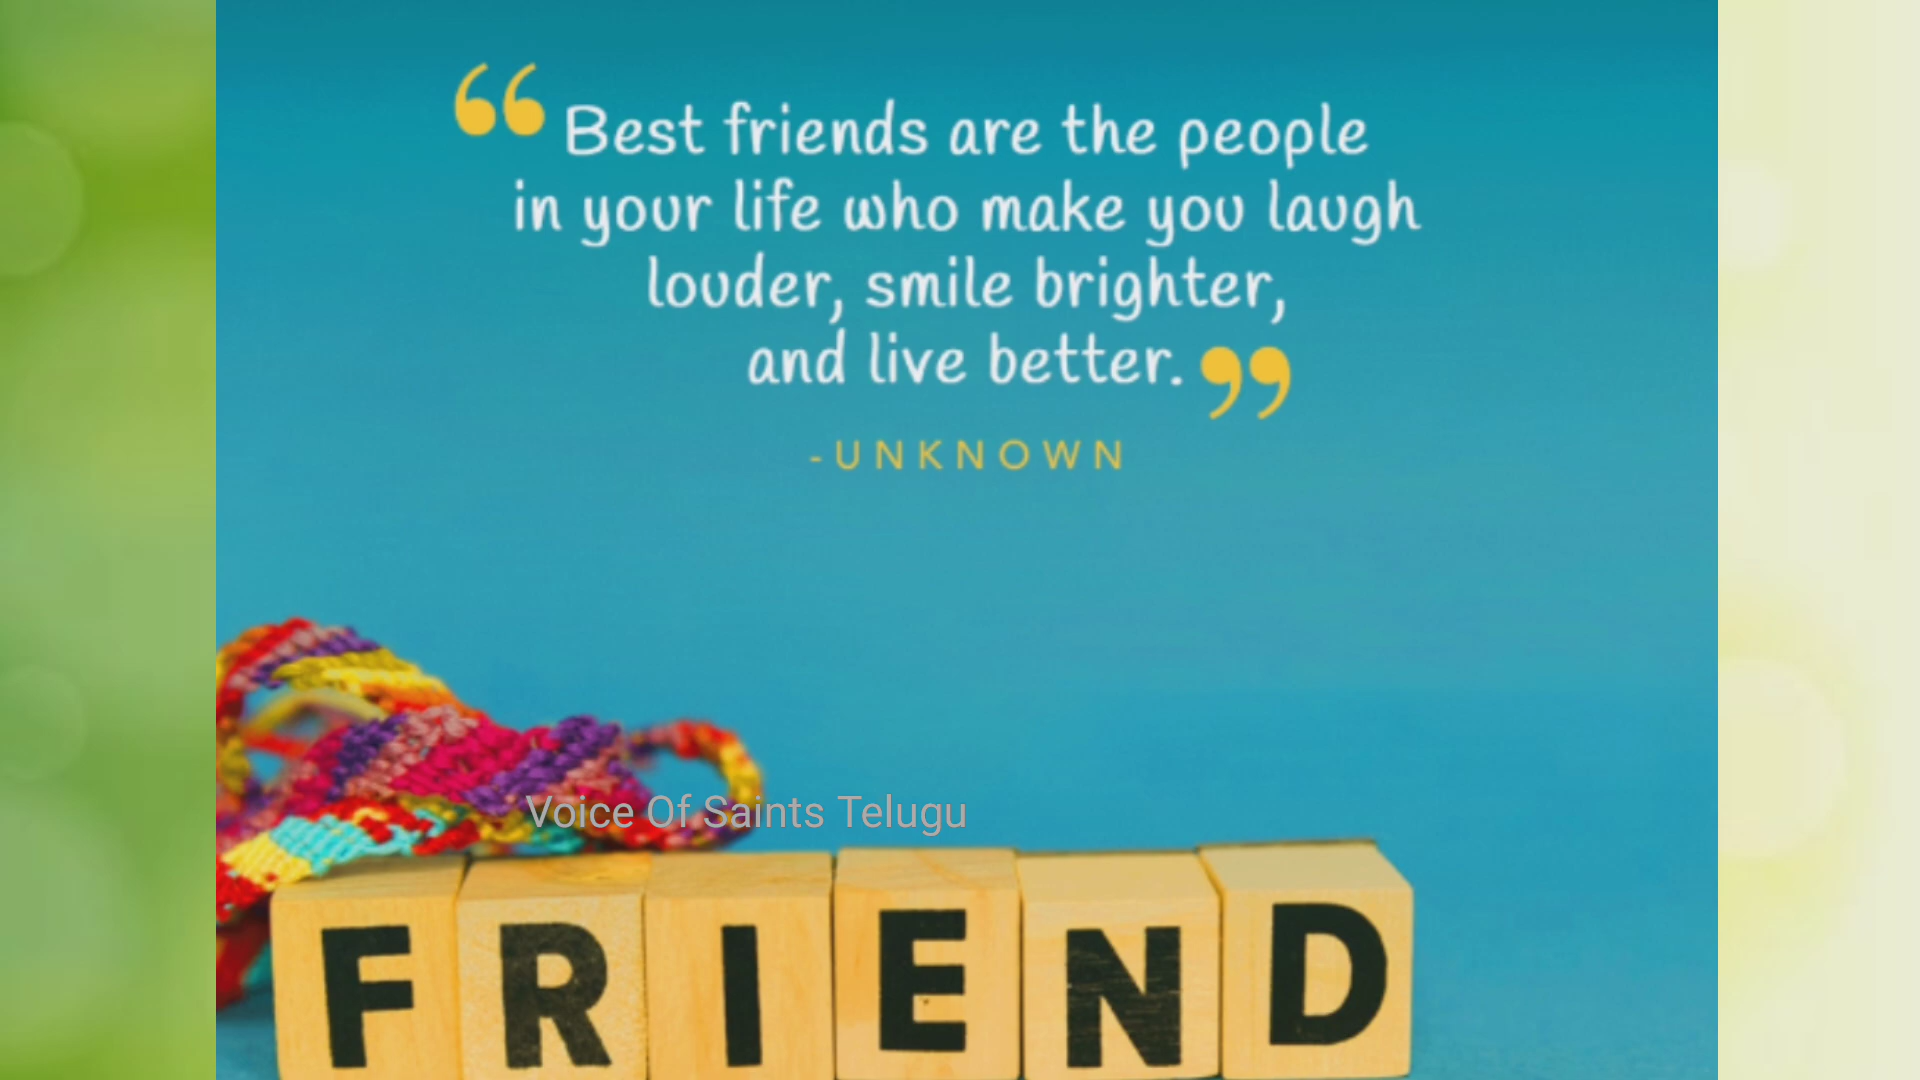 “Best friends are the people
in your life who make you laugh
louder, smile brighter,
and live better.”
-UNKNOWN
Voice Of Saints Telugu
FRIEND